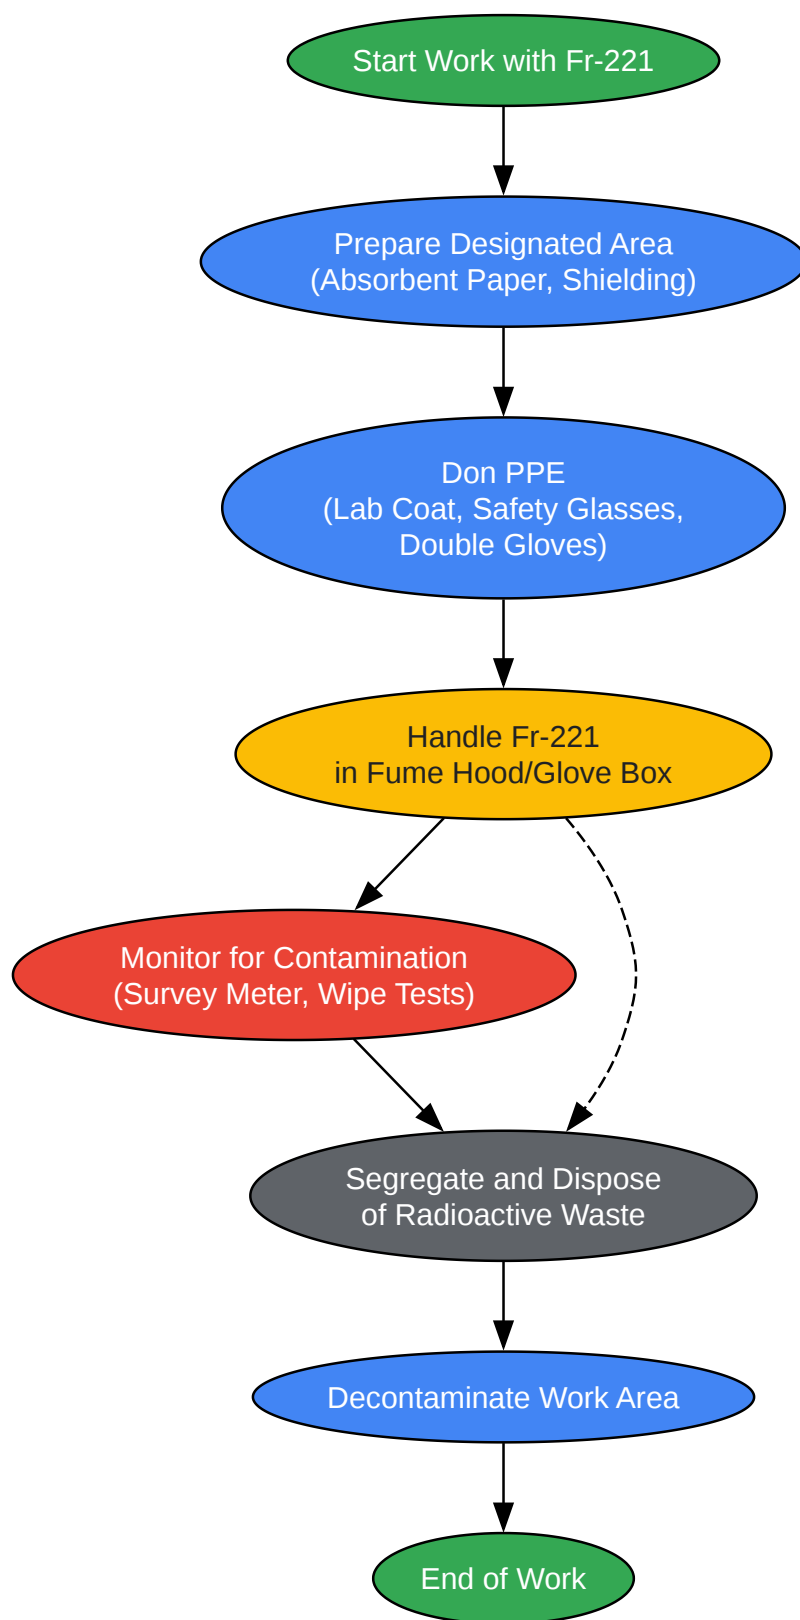 Start Work with Fr-221
Prepare Designated Area
(Absorbent Paper, Shielding)
Don PPE
(Lab Coat, Safety Glasses,
Double Gloves)
Handle Fr-221
in Fume Hood/Glove Box
Monitor for Contamination
(Survey Meter, Wipe Tests)
Segregate and Dispose
of Radioactive Waste
Decontaminate Work Area
End of Work